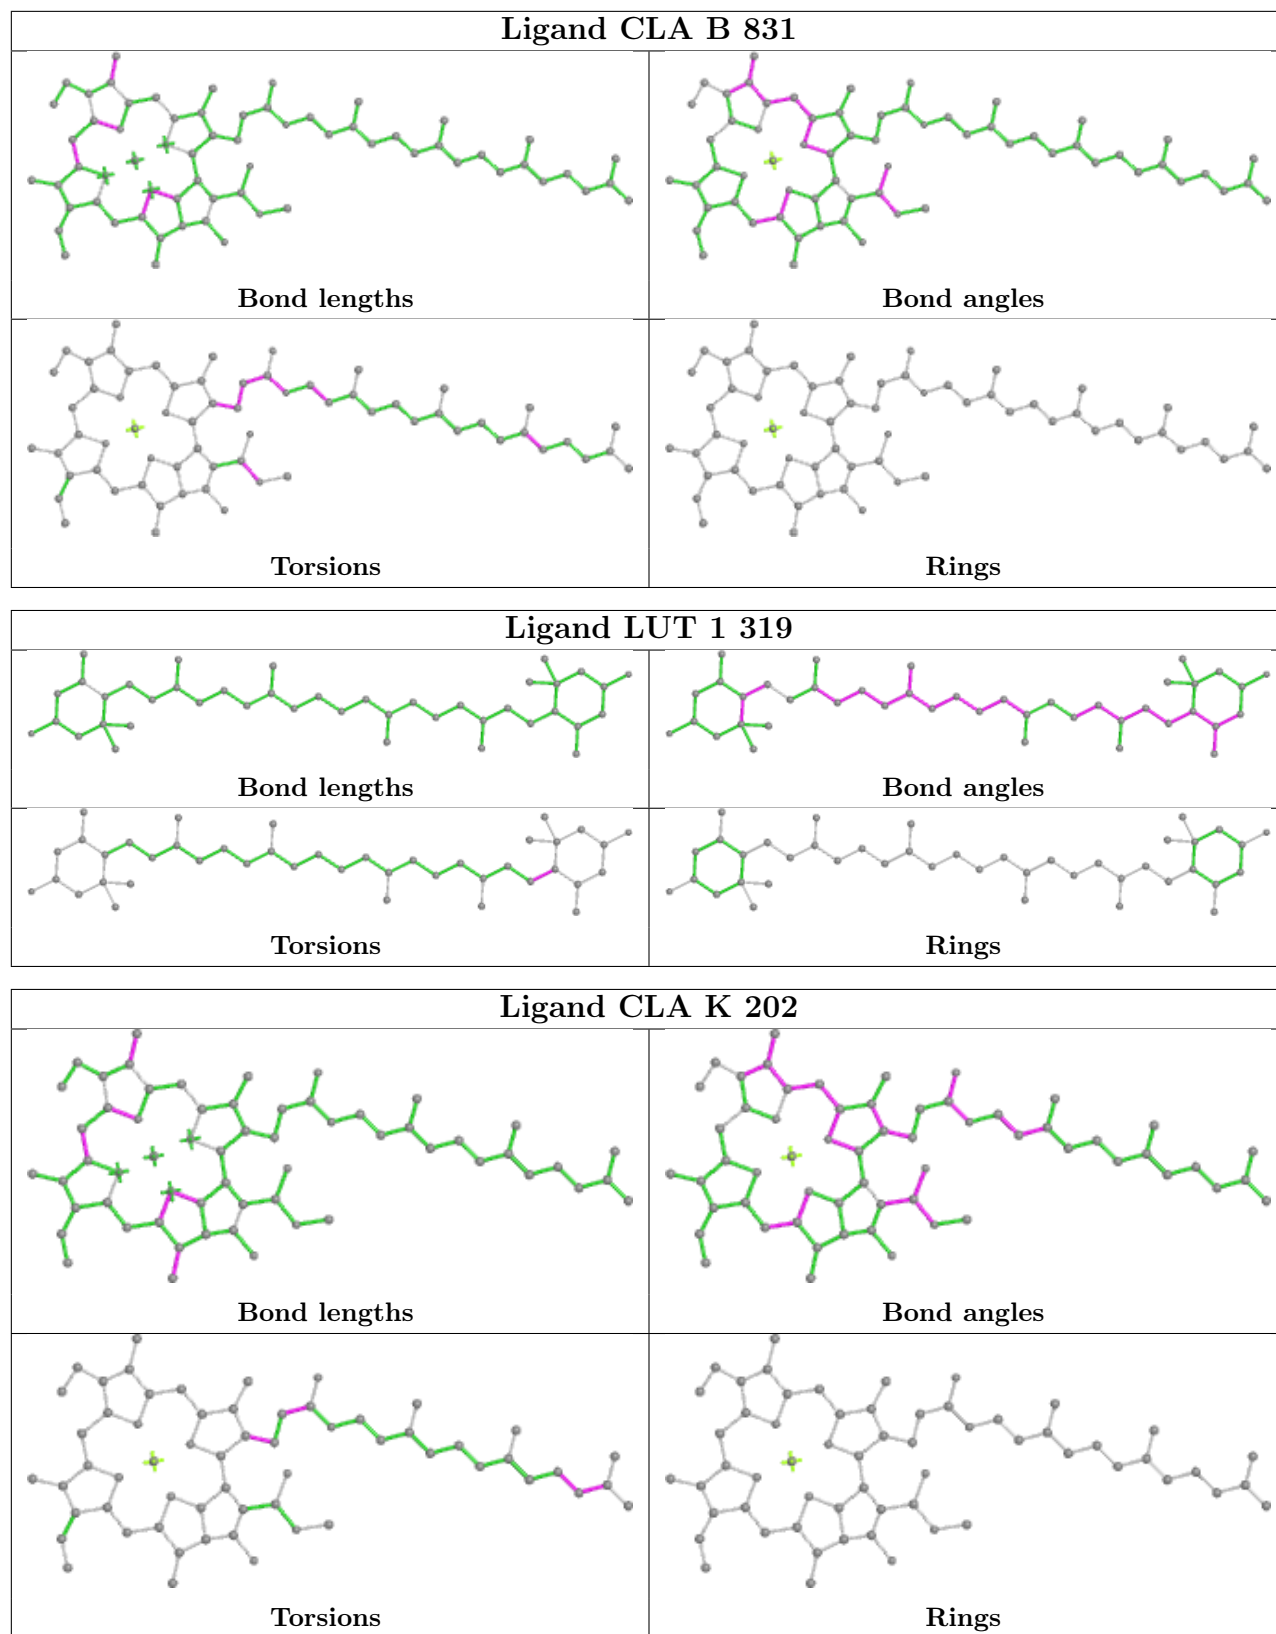 Ligand CLA B 831
Bond lengths
Bond angles
Torsions
Rings
Ligand LUT 1 319
Bond lengths
Bond angles
Torsions
Rings
Ligand CLA K 202
Bond lengths
Bond angles
Torsions
Rings